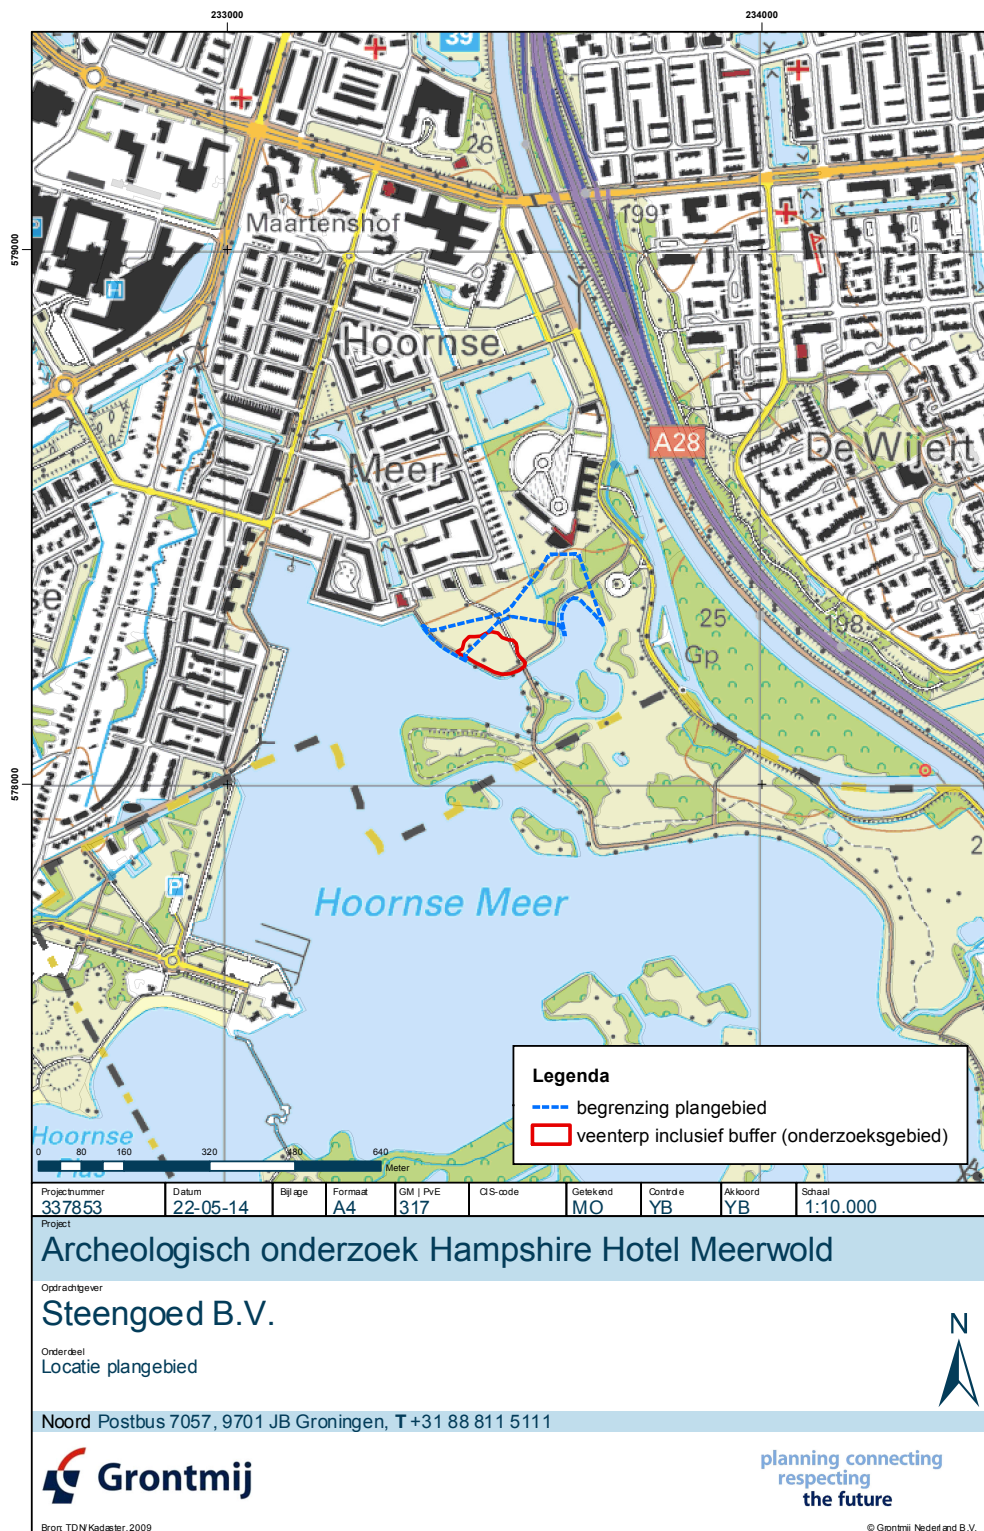 233000
234000
39
26
Maartenshof
199
579000
H
Hoornse
A28
De Wijert
Meer
se
25
198
Gp
578000
2
P
Hoornse Meer
Legenda
begrenzing plangebied
veenterp inclusief buffer (onderzoeksgebied)
Hoornse
Plas
0 80 160 320 480 640
Meter
Projectnummer Datum Bijlage Formaat GM | PvE CIS-code Getekend Controle Akkoord Schaal
337853 22-05-14 A4 317 MO YB YB 1:10.000
Project
Archeologisch onderzoek Hampshire Hotel Meerwold
Opdrachtgever
Steengoed B.V.
N
Onderdeel
Locatie plangebied
Noord Postbus 7057, 9701 JB Groningen, T +31 88 811 5111
Grontmij
planning connecting
respecting
the future
Bron: TDN/Kadaster, 2009
© Grontmij Nederland B.V.